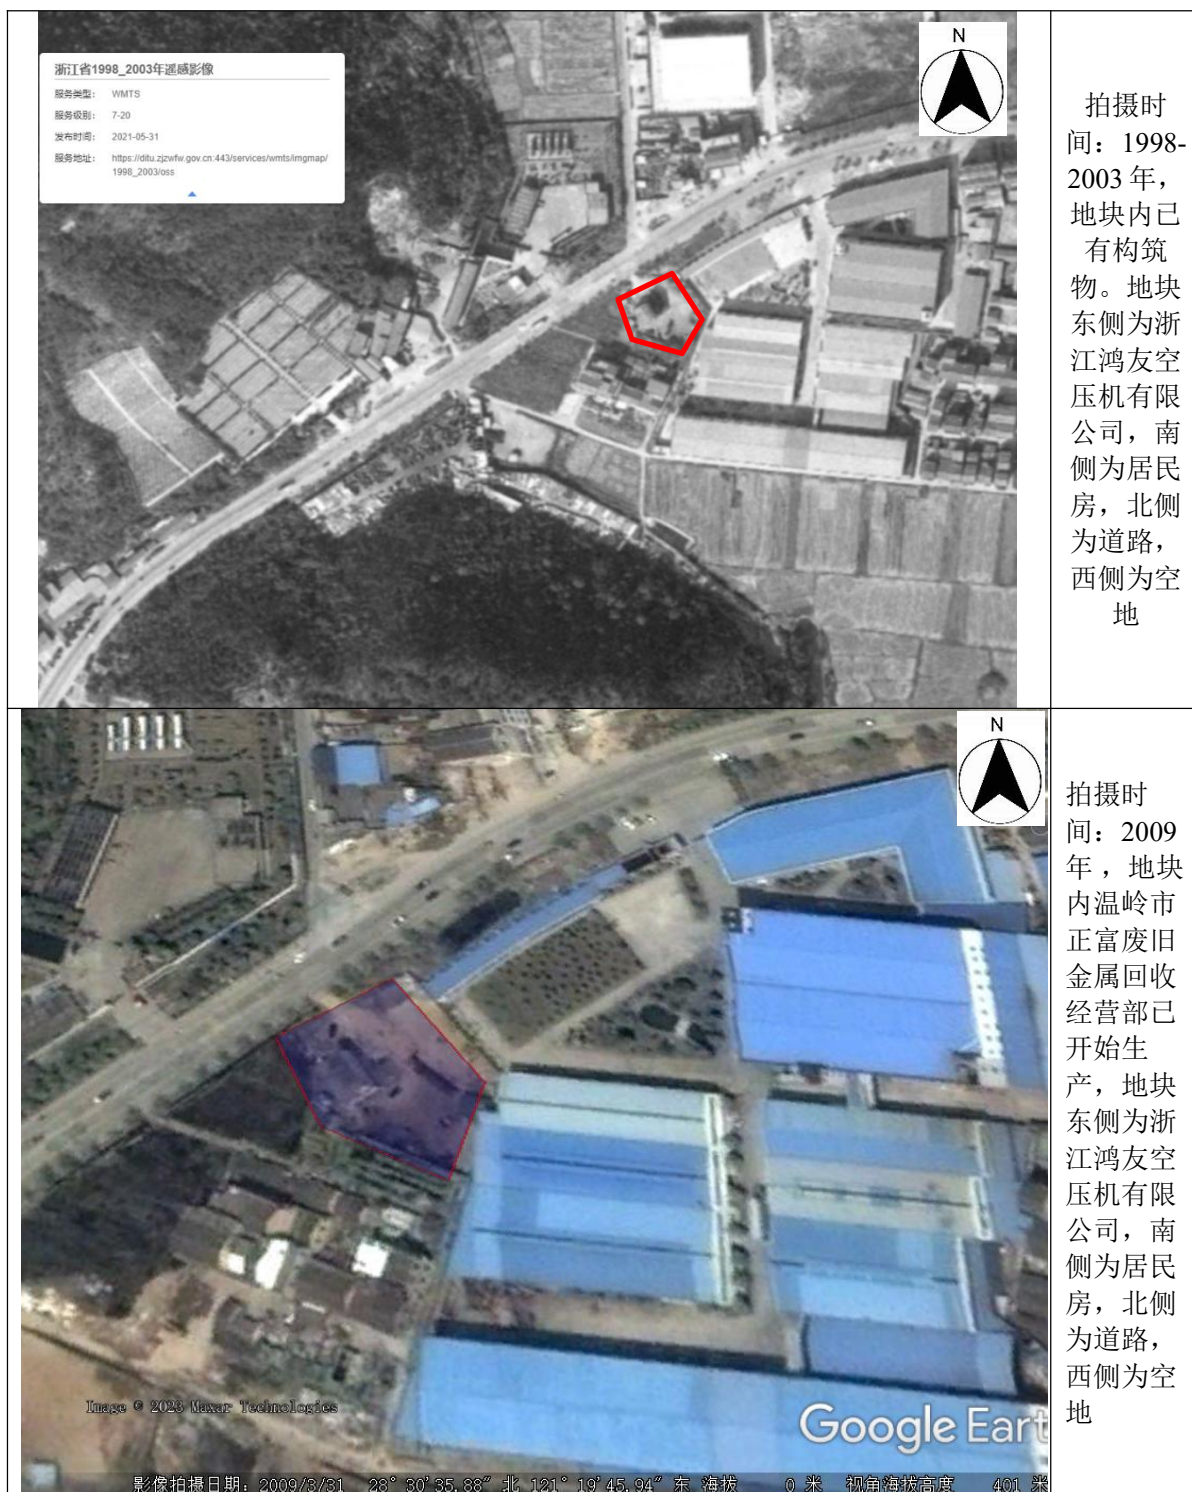 浙江省1998_2003年遥感影像
服务类型： WMTS
服务级别： 7-20
发布时间： 2021-05-31
服务地址： https://ditu.zjzwfw.gov.cn:443/services/wmts/imgmap/
1998_2003/oss
N
拍摄时
间：1998-
2003 年，
地块内已
有构筑
物。地块
东侧为浙
江鸿友空
压机有限
公司，南
侧为居民
房，北侧
为道路，
西侧为空
地
N
拍摄时
间：2009
年 ，地块
内温岭市
正富废旧
金属回收
经营部已
开始生
产，地块
东侧为浙
江鸿友空
压机有限
公司，南
侧为居民
房，北侧
为道路，
西侧为空
地
Image © 2023 Maxar Technologies
Google Eart
影像拍摄日期：2009/3/31 28° 30′35.88″ 北 121° 19′45.94″ 东 海拔 0 米 视角海拔高度 401 米